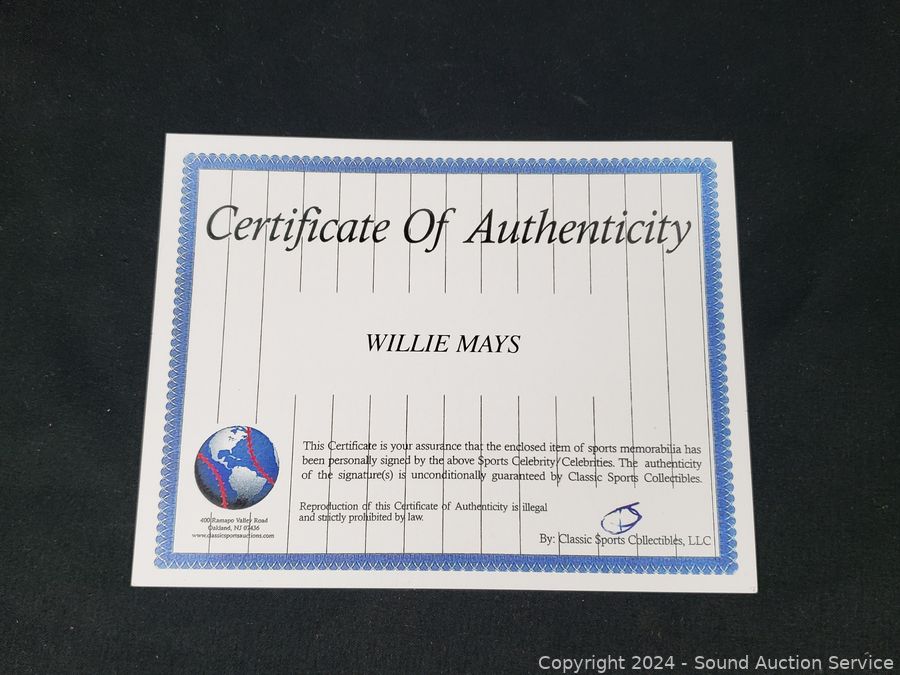 Certificate Of Authenticity
WILLIE MAYS
This Certificate is your assurance that the enclosed item of sports memorabilia has
been personally signed by the above Sports Celebrity/Celebrities. The authenticity
of the signature(s) is unconditionally guaranteed by Classic Sports Collectibles.
Reproduction of this Certificate of Authenticity is illegal
and strictly prohibited by law.
400 Ramapo Valley Road
Oakland, NJ 07436
www.classicsportsauctions.com
By: Classic Sports Collectibles, LLC
Copyright 2024 - Sound Auction Service